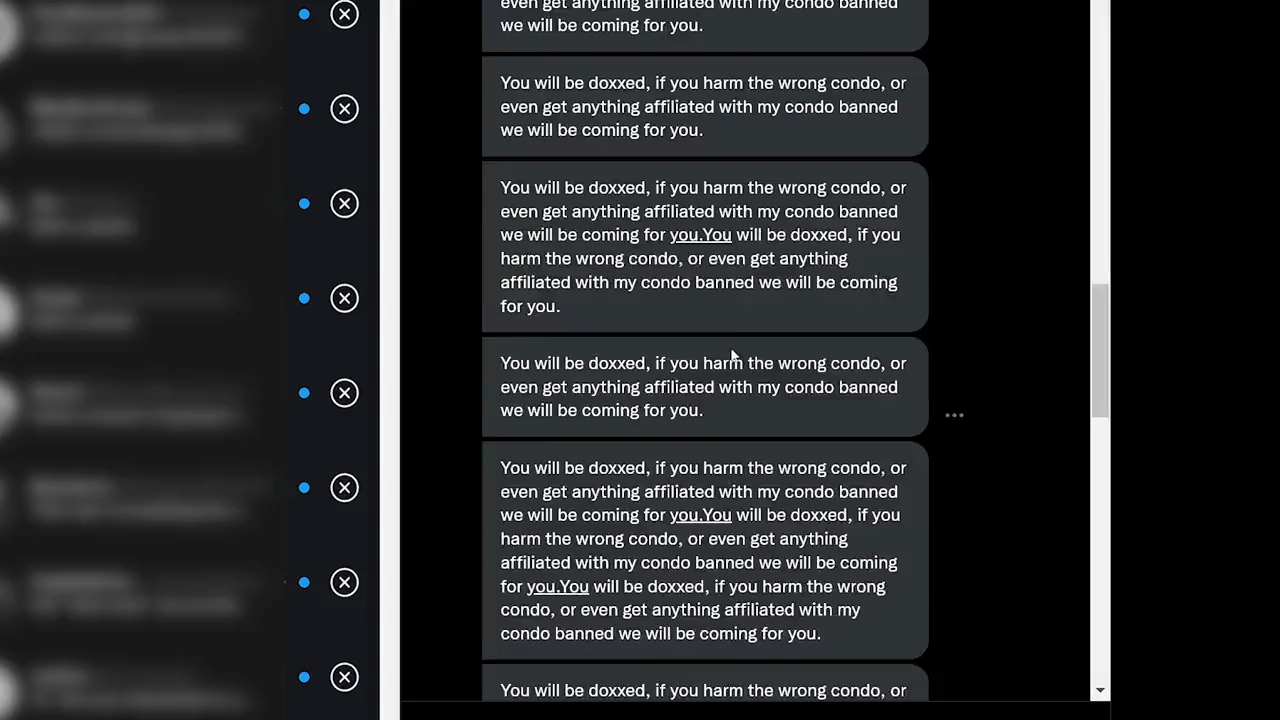 even get anything affiliated with my condo banned
we will be coming for you.
You will be doxxed, if you harm the wrong condo, or
even get anything affiliated with my condo banned
we will be coming for you.
You will be doxxed, if you harm the wrong condo, or
even get anything affiliated with my condo banned
we will be coming for you.You will be doxxed, if you
harm the wrong condo, or even get anything
affiliated with my condo banned we will be coming
for you.
You will be doxxed, if you harm the wrong condo, or
even get anything affiliated with my condo banned
we will be coming for you.
You will be doxxed, if you harm the wrong condo, or
even get anything affiliated with my condo banned
we will be coming for you.You will be doxxed, if you
harm the wrong condo, or even get anything
affiliated with my condo banned we will be coming
for you.You will be doxxed, if you harm the wrong
condo, or even get anything affiliated with my
condo banned we will be coming for you.
You will be doxxed, if you harm the wrong condo, or